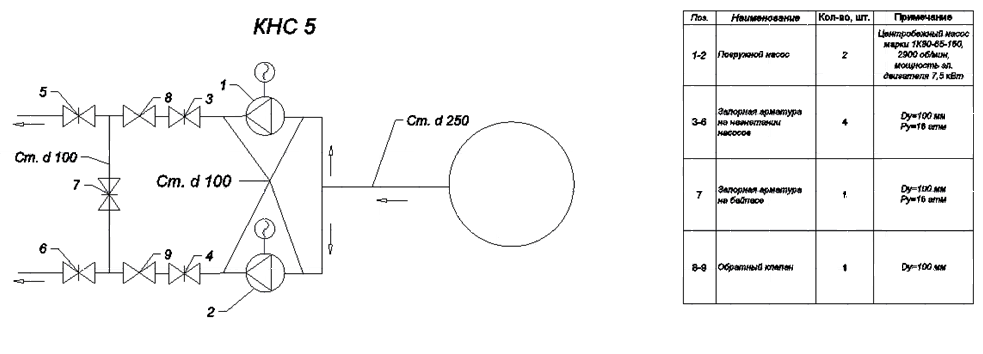 КНС 5
5
8
3
1
Ст. d 250
Ст. d 100
7
Ст. d 100
6
9
4
2
Поз. Наименование Кол-во, шт. Примечание
1-2 Погружной насос 2 Центробежный насос
марки 1К80-65-160,
2900 об/мин,
мощность эл.
двигателя 7,5 кВт
3-6 Запорная арматура
на нагнетании
насосов 4 Dy=100 мм
Ру=16 атм
7 Запорная арматура
на байпасе 1 Dy=100 мм
Ру=16 атм
8-9 Обратный клапан 1 Dy=100 мм